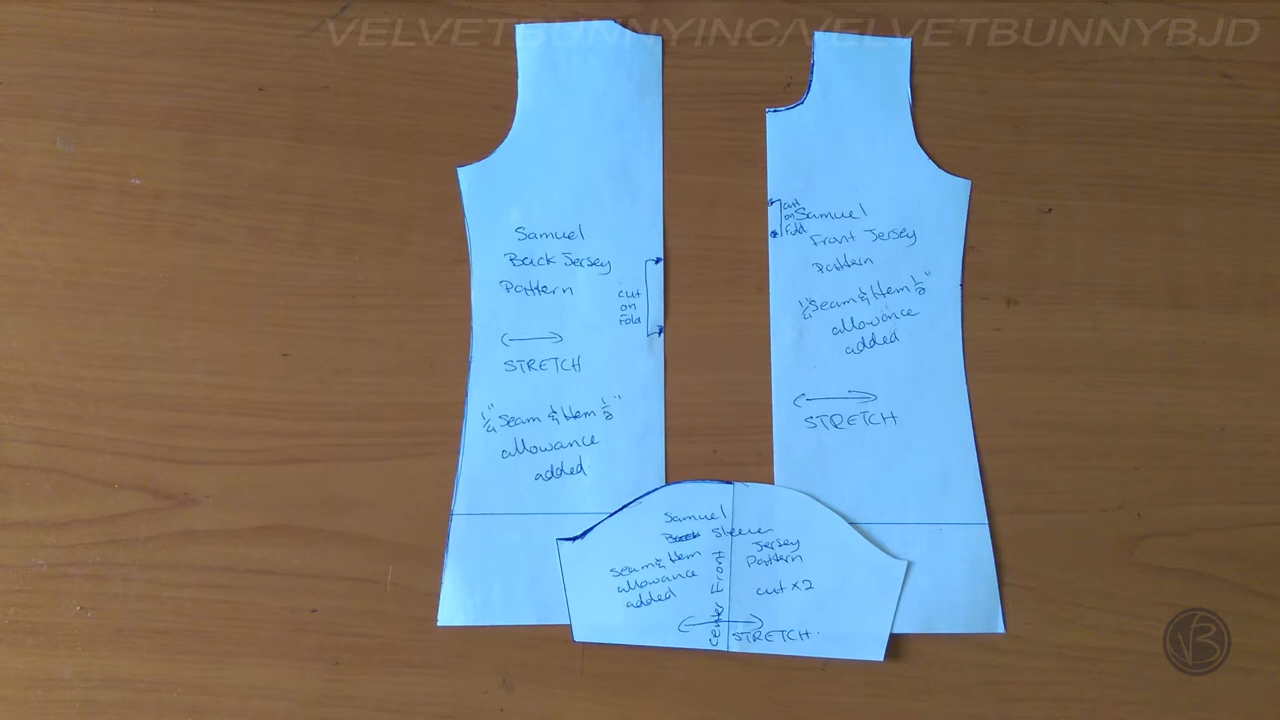 VELVETBUNNYINC/VELVETBUNNYBJD
Samuel
Back Jersey
Pattern
cut
on
Fold
STRETCH
1/4" Seam & Hem 1/2"
allowance
added
cut
on
Fold
Samuel
Front Jersey
Pattern
1/4" Seam & Hem 1/2"
allowance
added
STRETCH
Samuel
Back Sleeve
Jersey
Pattern
Seam & Hem
allowance
added
Center Front
cut x2
STRETCH
VB